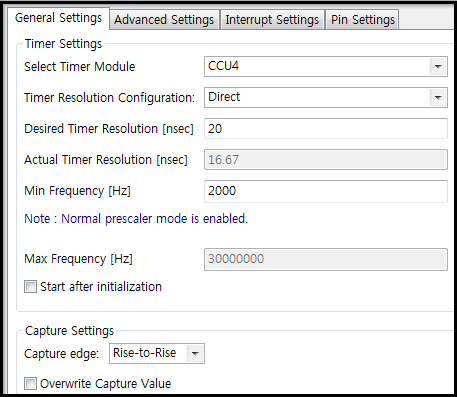 General Settings Advanced Settings Interrupt Settings Pin Settings
Timer Settings
Select Timer Module CCU4
Timer Resolution Configuration: Direct
Desired Timer Resolution [nsec] 20
Actual Timer Resolution [nsec] 16.67
Min Frequency [Hz] 2000
Note : Normal prescaler mode is enabled.
Max Frequency [Hz] 30000000
Start after initialization
Capture Settings
Capture edge: Rise-to-Rise
Overwrite Capture Value